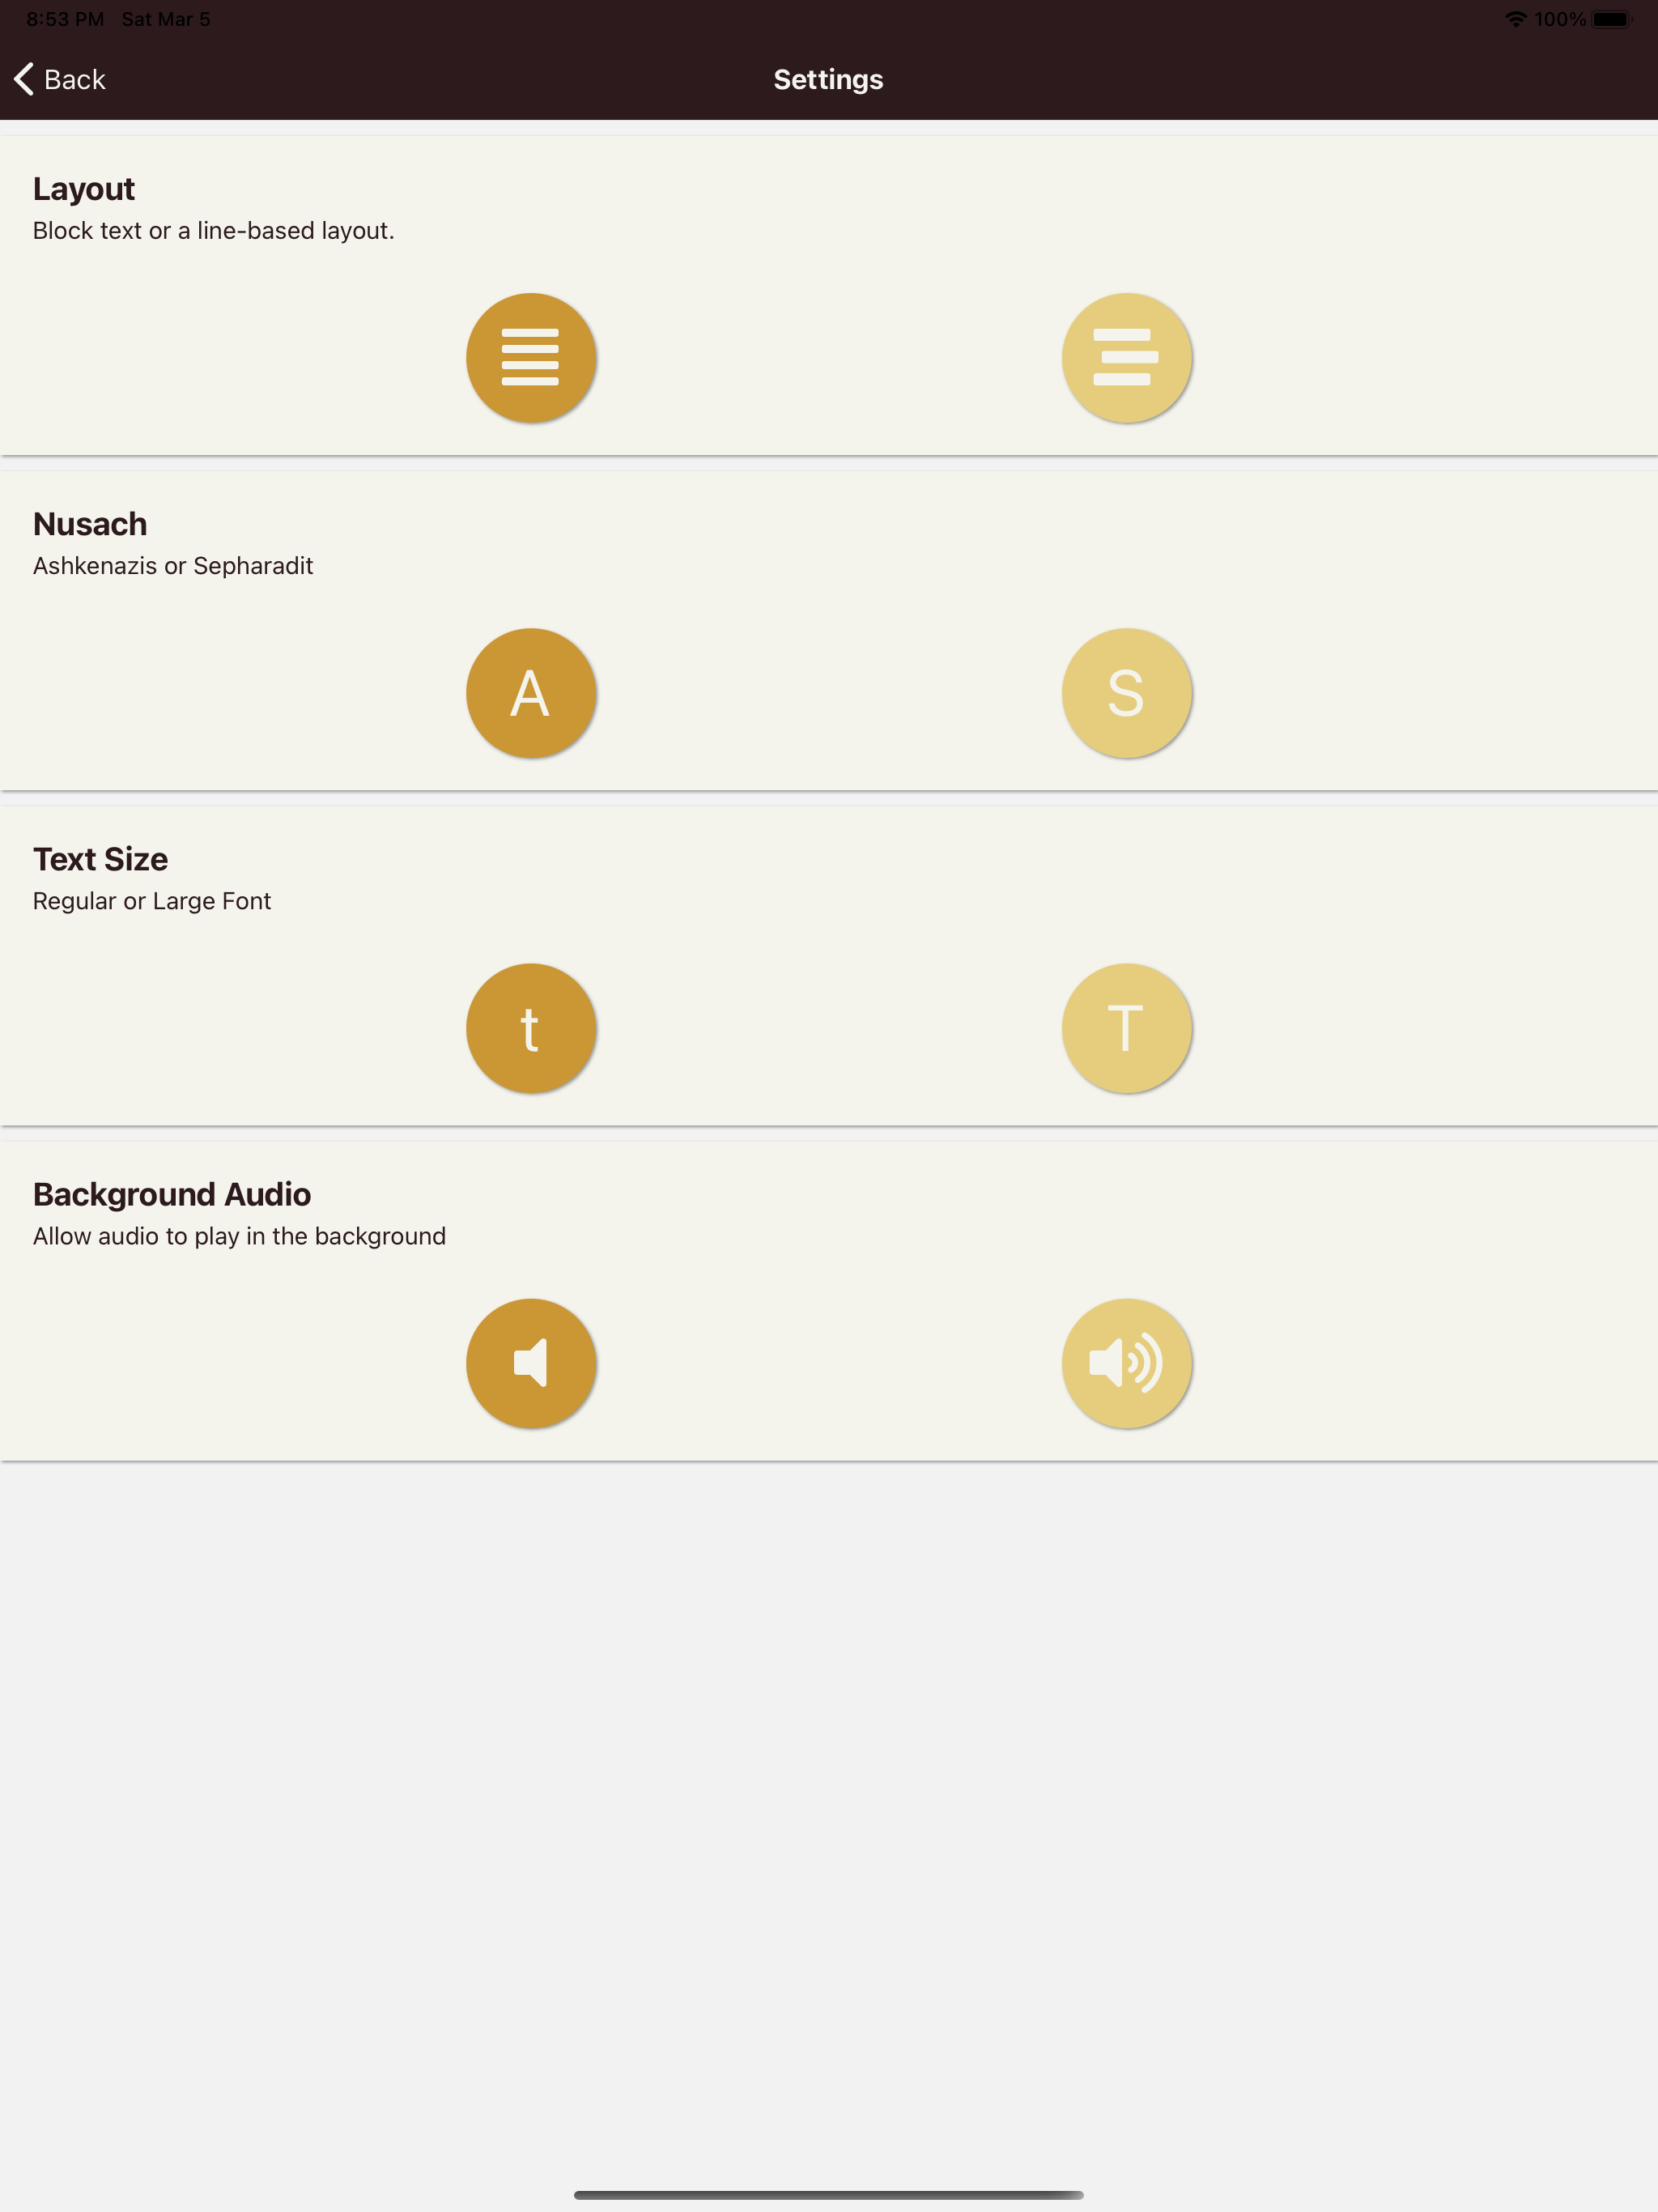 8:53 PM Sat Mar 5 100%
Back Settings
Layout
Block text or a line-based layout.
Nusach
Ashkenazis or Sepharadit
A S
Text Size
Regular or Large Font
t T
Background Audio
Allow audio to play in the background